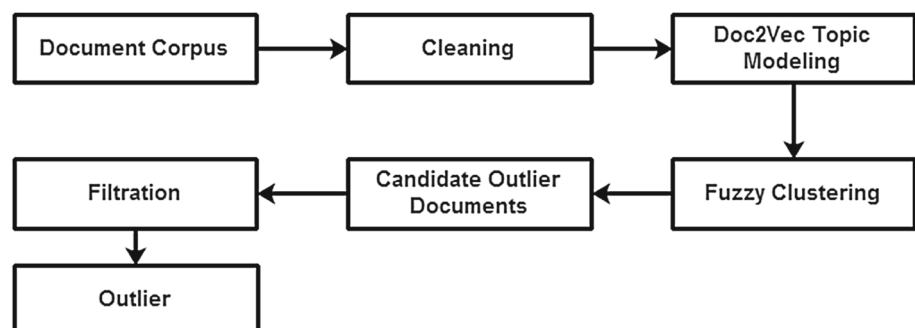 Document Corpus
Cleaning
Doc2Vec Topic
Modeling
Filtration
Candidate Outlier
Documents
Fuzzy Clustering
Outlier